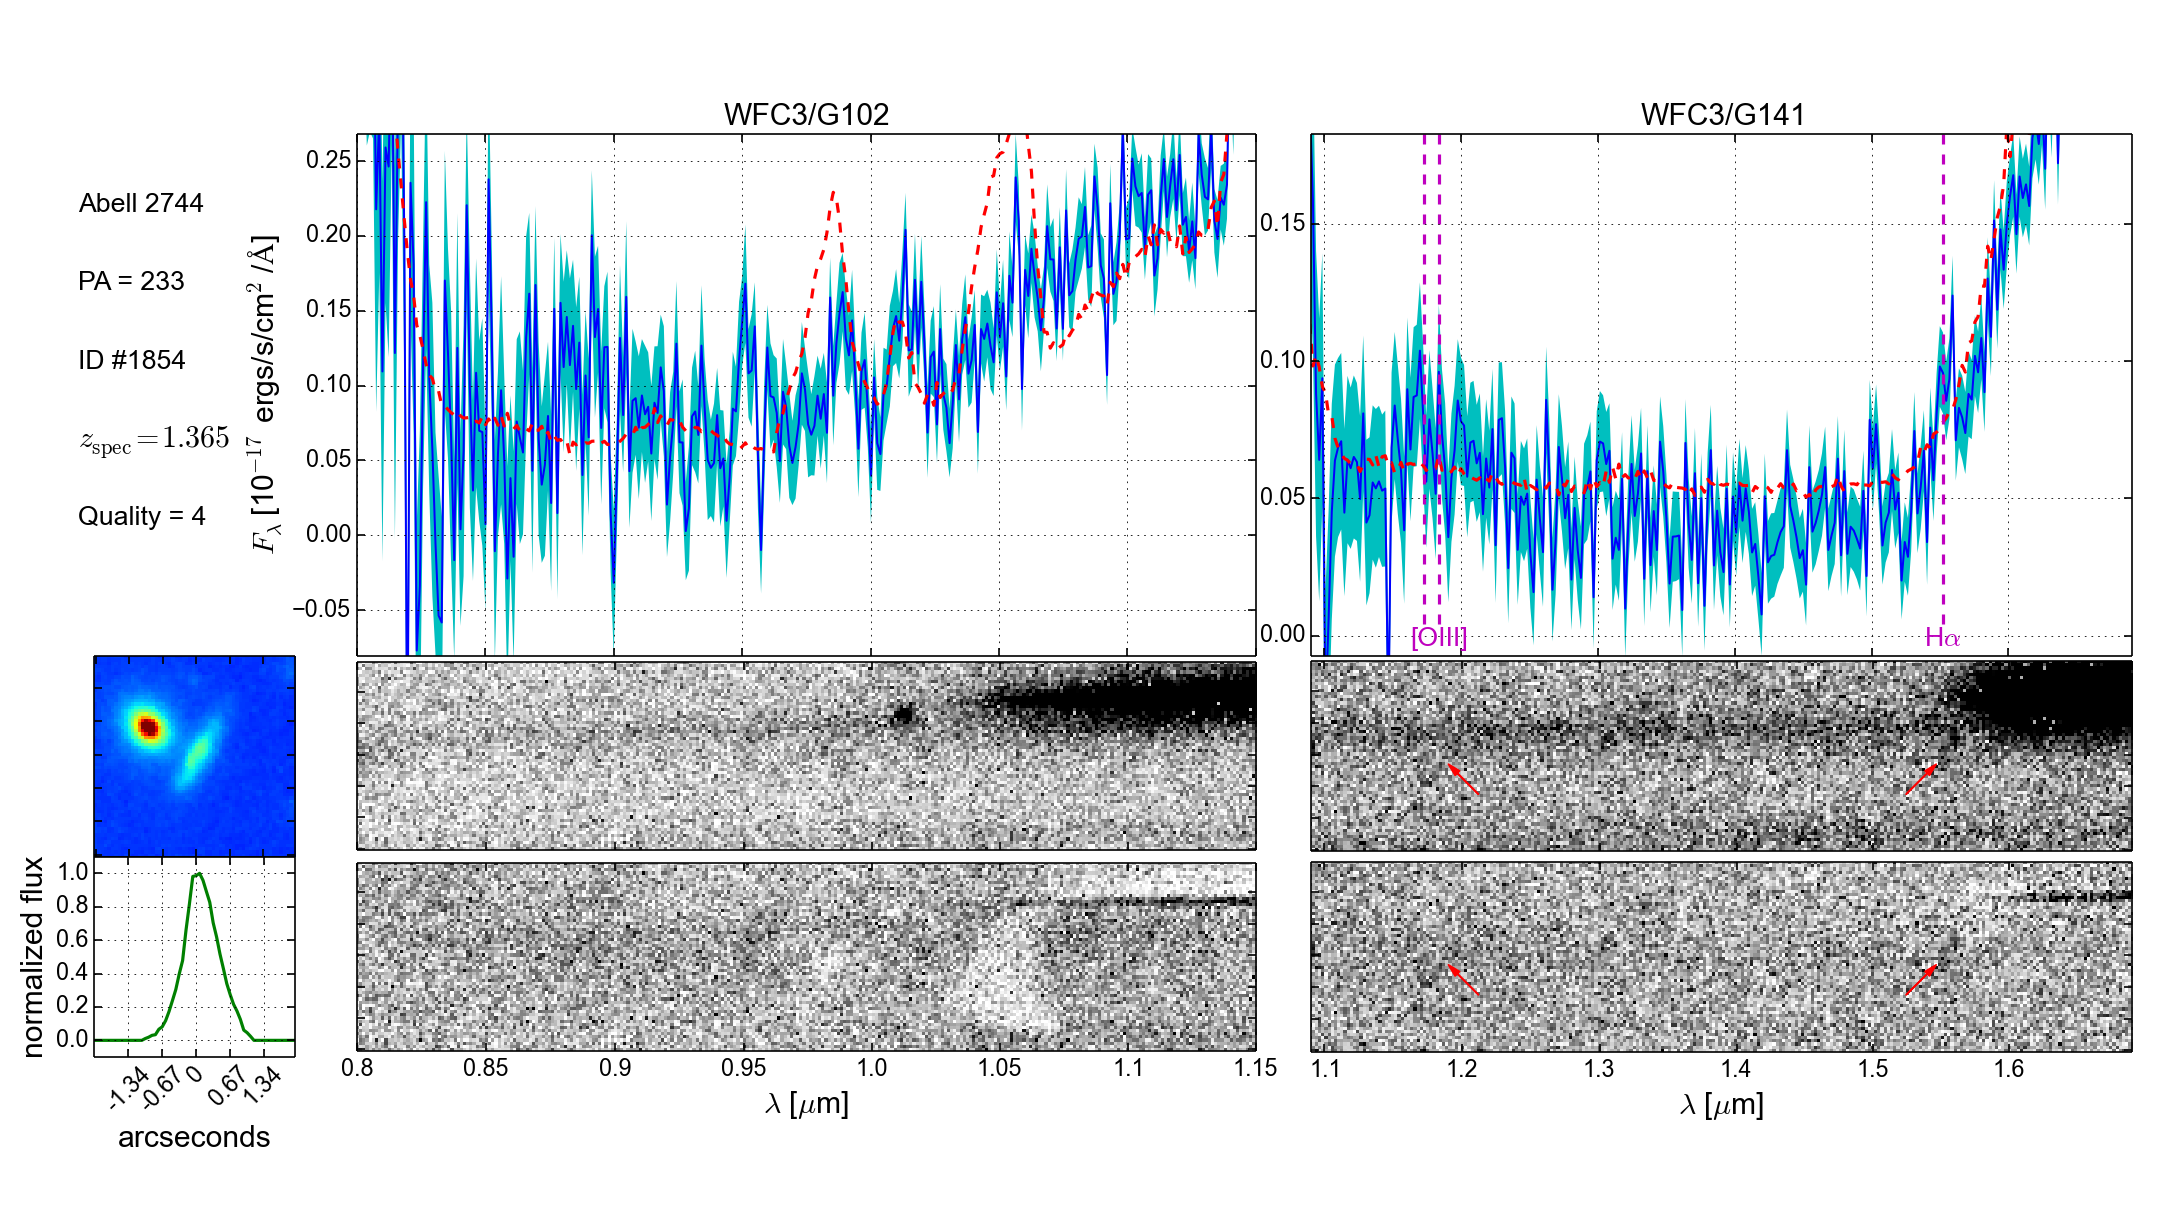 WFC3/G102
WFC3/G141
Abell 2744
PA = 233
ID #1854
z_spec = 1.365
Quality = 4
F_λ [10^−17 ergs/s/cm^2 /Å]
0.25
0.20
0.15
0.10
0.05
0.00
−0.05
0.15
0.10
0.05
0.00
[OIII]
Hα
normalized flux
1.0
0.8
0.6
0.4
0.2
0.0
-1.34
-0.67
0
0.67
1.34
arcseconds
0.8
0.85
0.9
0.95
1.0
1.05
1.1
1.15
λ [μm]
1.1
1.2
1.3
1.4
1.5
1.6
λ [μm]